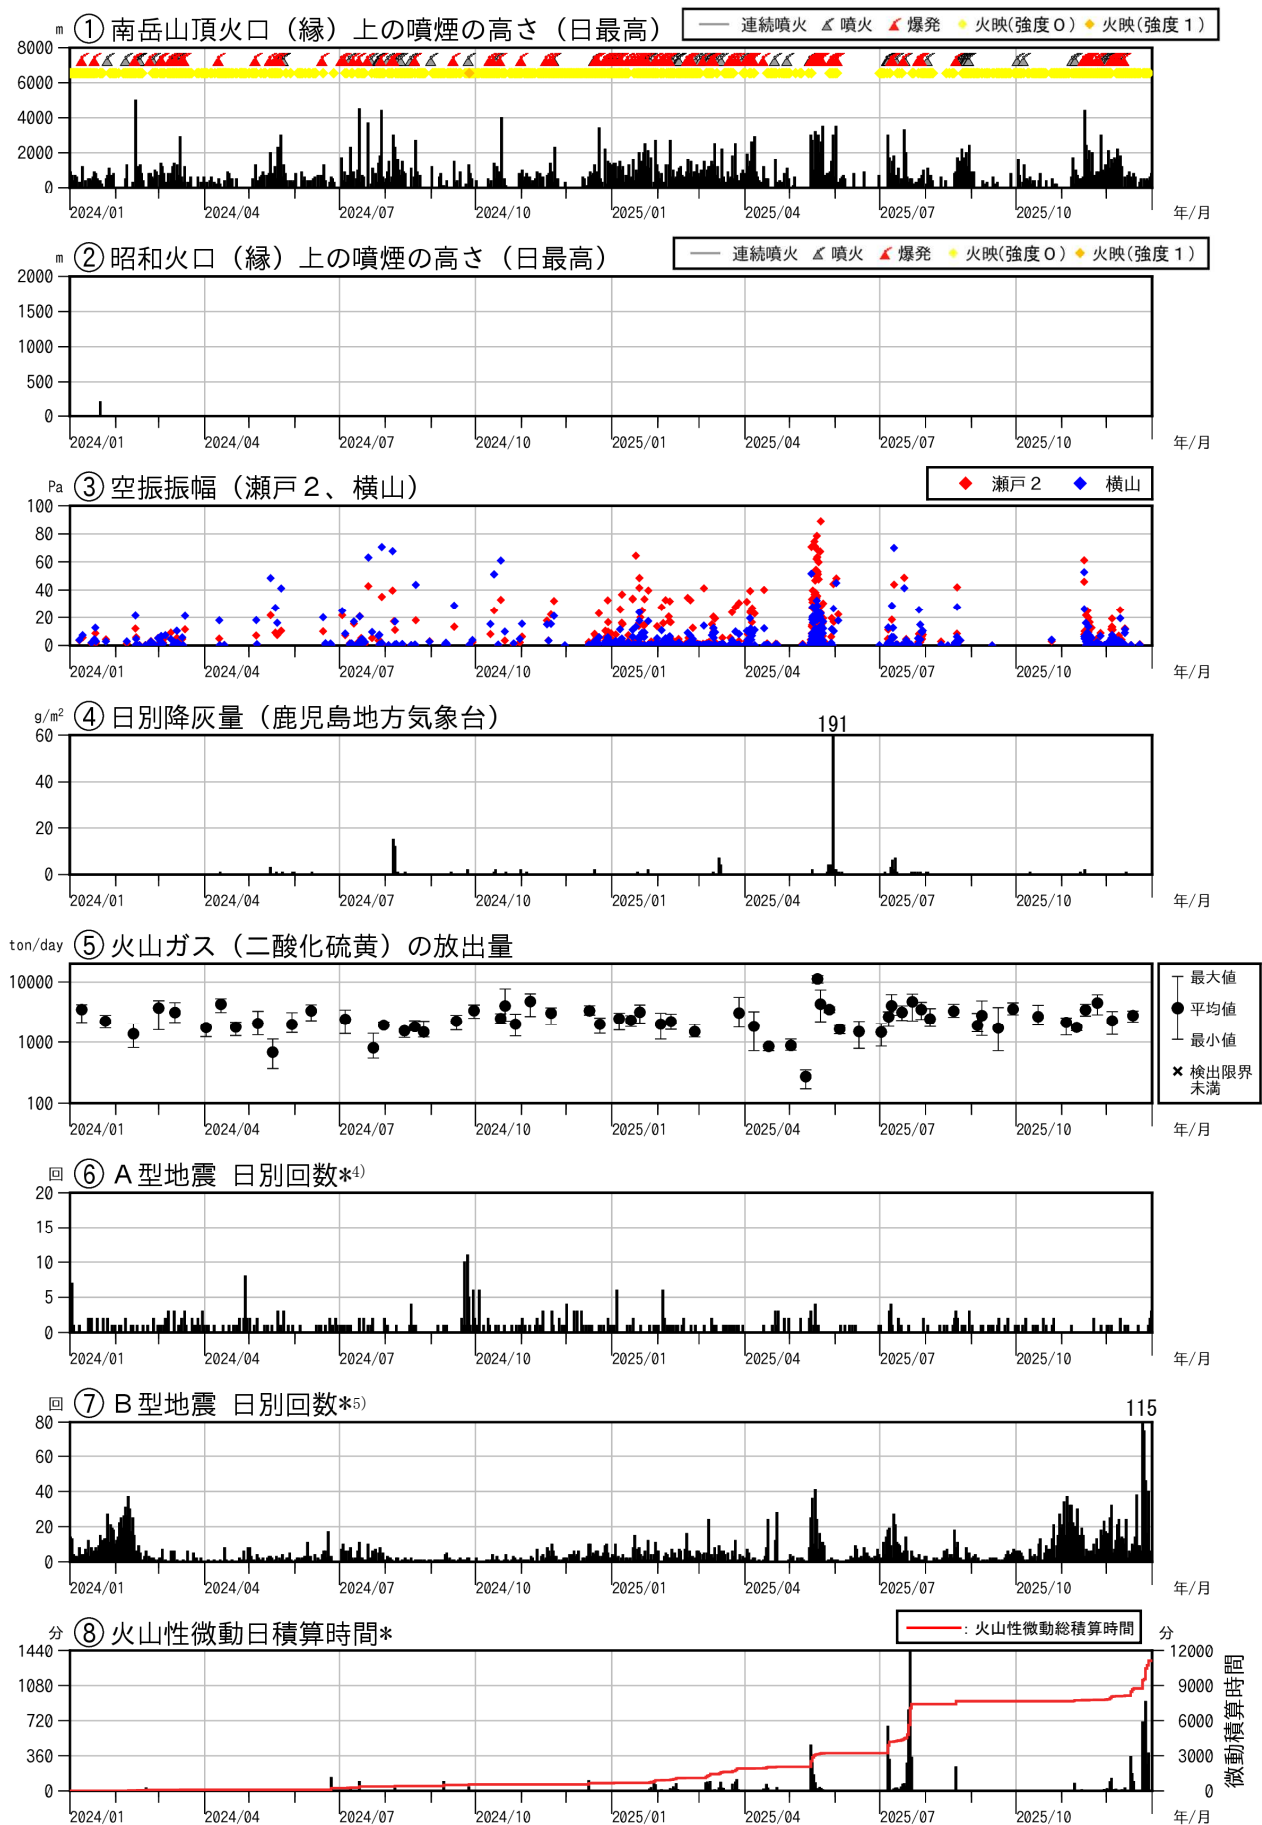 m ①南岳山頂火口（縁）上の噴煙の高さ（日最高） 連続噴火 噴火 爆発 火映(強度０) 火映(強度１)
8000
6000
4000
2000
0
2024/01 2024/04 2024/07 2024/10 2025/01 2025/04 2025/07 2025/10 年/月
m ②昭和火口（縁）上の噴煙の高さ（日最高） 連続噴火 噴火 爆発 火映(強度０) 火映(強度１)
2000
1500
1000
500
0
2024/01 2024/04 2024/07 2024/10 2025/01 2025/04 2025/07 2025/10 年/月
Pa ③空振振幅（瀬戸２、横山） 瀬戸２ 横山
100
80
60
40
20
0
2024/01 2024/04 2024/07 2024/10 2025/01 2025/04 2025/07 2025/10 年/月
g/m² ④日別降灰量（鹿児島地方気象台）
191
60
40
20
0
2024/01 2024/04 2024/07 2024/10 2025/01 2025/04 2025/07 2025/10 年/月
ton/day ⑤火山ガス（二酸化硫黄）の放出量
10000
1000
100
最大値
平均値
最小値
検出限界
未満
2024/01 2024/04 2024/07 2024/10 2025/01 2025/04 2025/07 2025/10 年/月
回 ⑥Ａ型地震 日別回数*4)
20
15
10
5
0
2024/01 2024/04 2024/07 2024/10 2025/01 2025/04 2025/07 2025/10 年/月
回 ⑦Ｂ型地震 日別回数*5)
115
80
60
40
20
0
2024/01 2024/04 2024/07 2024/10 2025/01 2025/04 2025/07 2025/10 年/月
分 ⑧火山性微動日積算時間* : 火山性微動総積算時間 分
1440 12000
1080 9000
720 6000
360 3000
0 0
微動積算時間
2024/01 2024/04 2024/07 2024/10 2025/01 2025/04 2025/07 2025/10 年/月